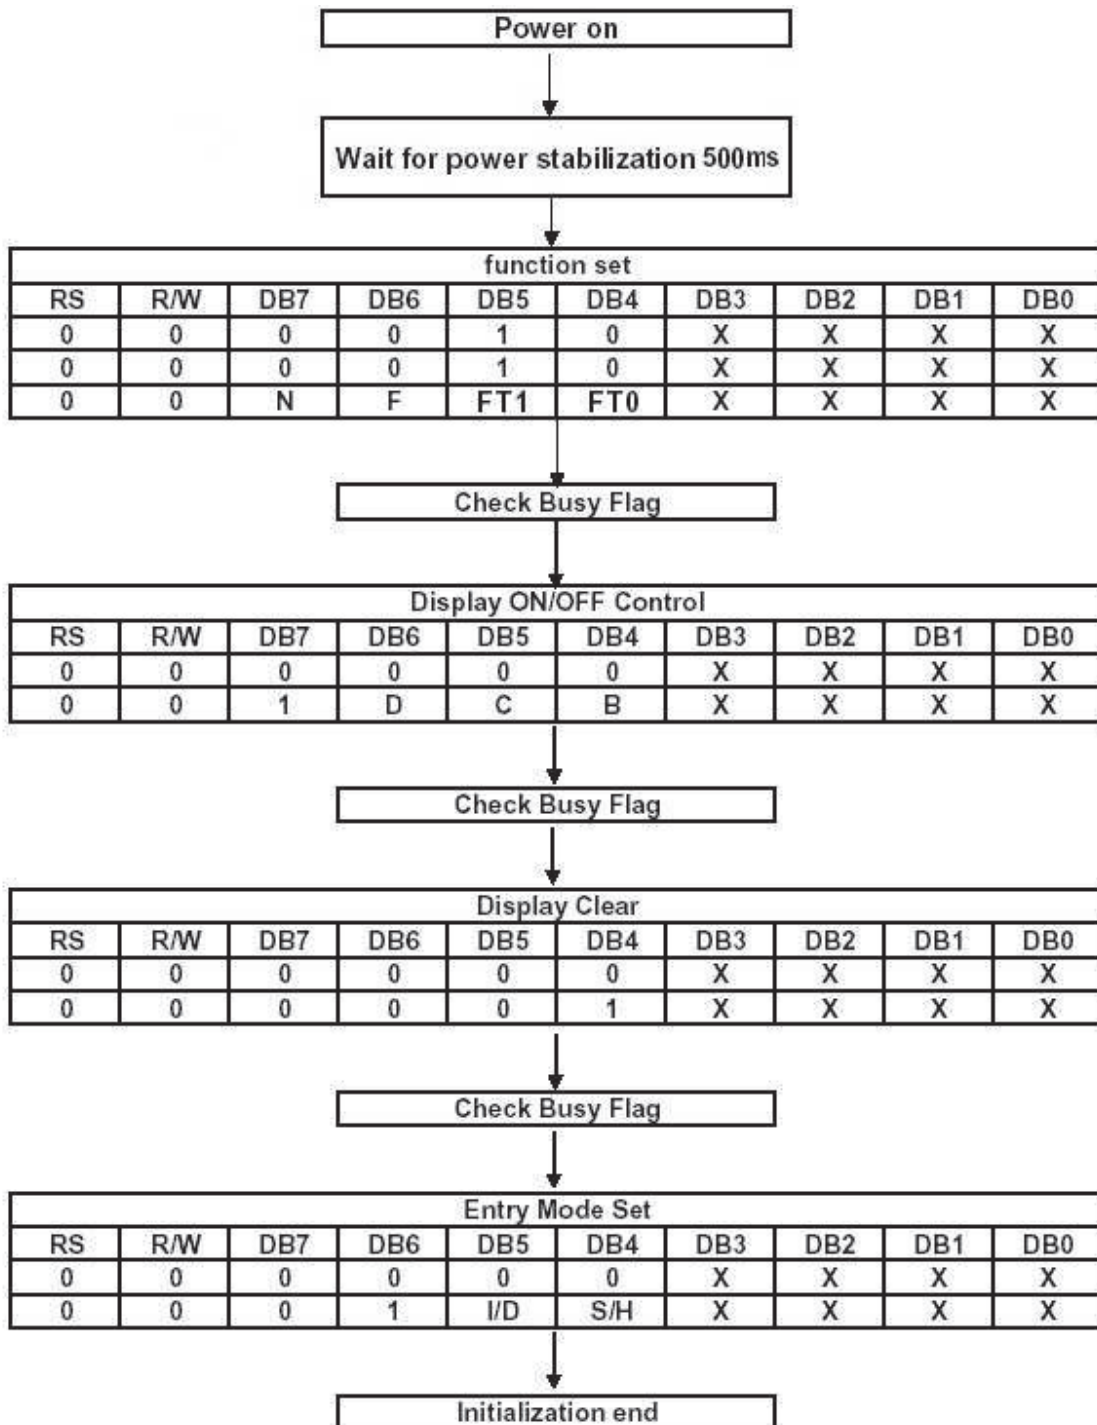 Power on
Wait for power stabilization 500ms
function set
RS R/W DB7 DB6 DB5 DB4 DB3 DB2 DB1 DB0
0 0 0 0 1 0 X X X X
0 0 0 0 1 0 X X X X
0 0 N F FT1 FT0 X X X X
Check Busy Flag
Display ON/OFF Control
RS R/W DB7 DB6 DB5 DB4 DB3 DB2 DB1 DB0
0 0 0 0 0 0 X X X X
0 0 1 D C B X X X X
Check Busy Flag
Display Clear
RS R/W DB7 DB6 DB5 DB4 DB3 DB2 DB1 DB0
0 0 0 0 0 0 X X X X
0 0 0 0 0 1 X X X X
Check Busy Flag
Entry Mode Set
RS R/W DB7 DB6 DB5 DB4 DB3 DB2 DB1 DB0
0 0 0 0 0 0 X X X X
0 0 0 1 I/D S/H X X X X
Initialization end